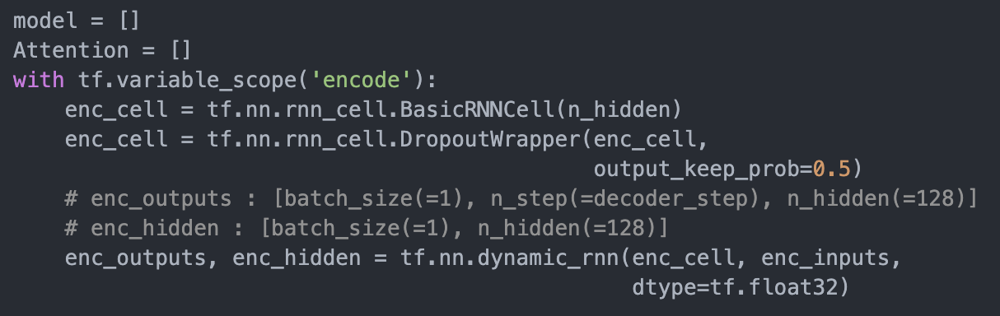 model = []
Attention = []
with tf.variable_scope('encode'):
    enc_cell = tf.nn.rnn_cell.BasicRNNCell(n_hidden)
    enc_cell = tf.nn.rnn_cell.DropoutWrapper(enc_cell,
                                             output_keep_prob=0.5)
    # enc_outputs : [batch_size(=1), n_step(=decoder_step), n_hidden(=128)]
    # enc_hidden : [batch_size(=1), n_hidden(=128)]
    enc_outputs, enc_hidden = tf.nn.dynamic_rnn(enc_cell, enc_inputs,
                                                dtype=tf.float32)